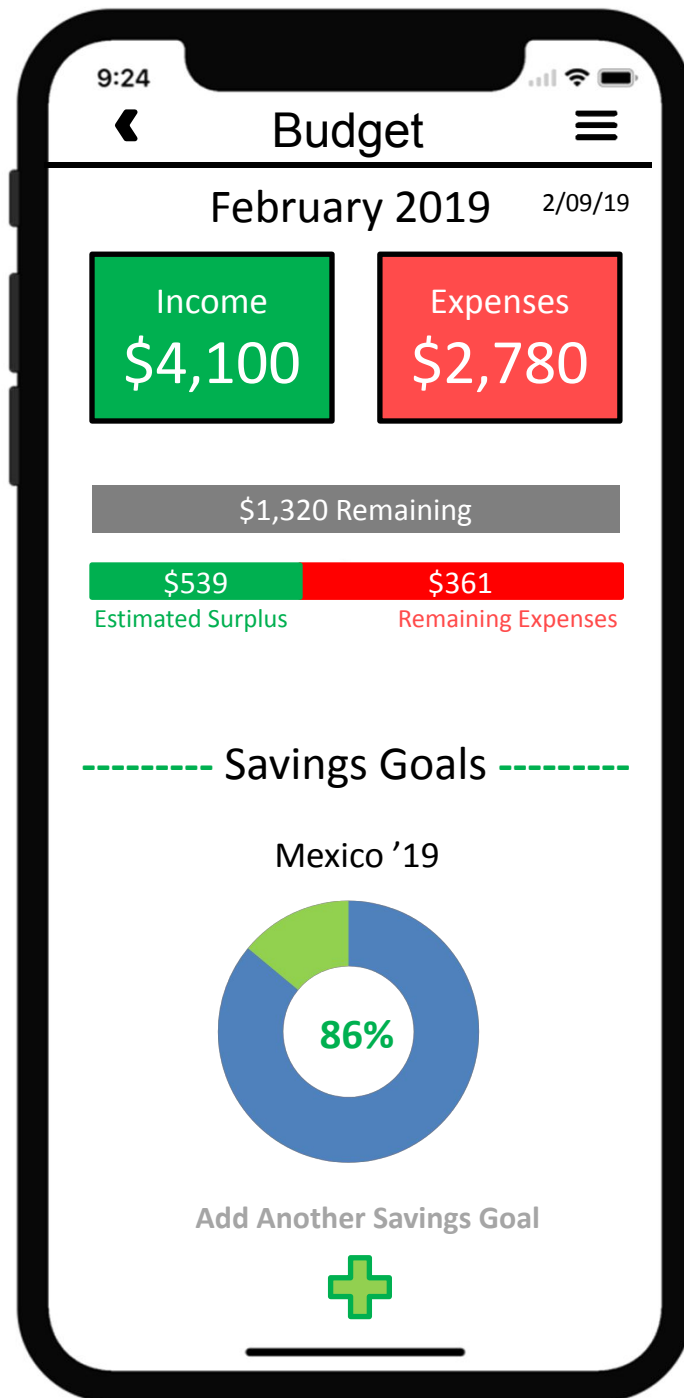 9:24
Budget
February 2019 2/09/19
Income Expenses
$4,100 $2,780
$1,320 Remaining
$539 $361
Estimated Surplus Remaining Expenses
--------- Savings Goals ---------
Mexico ’19
86%
Add Another Savings Goal